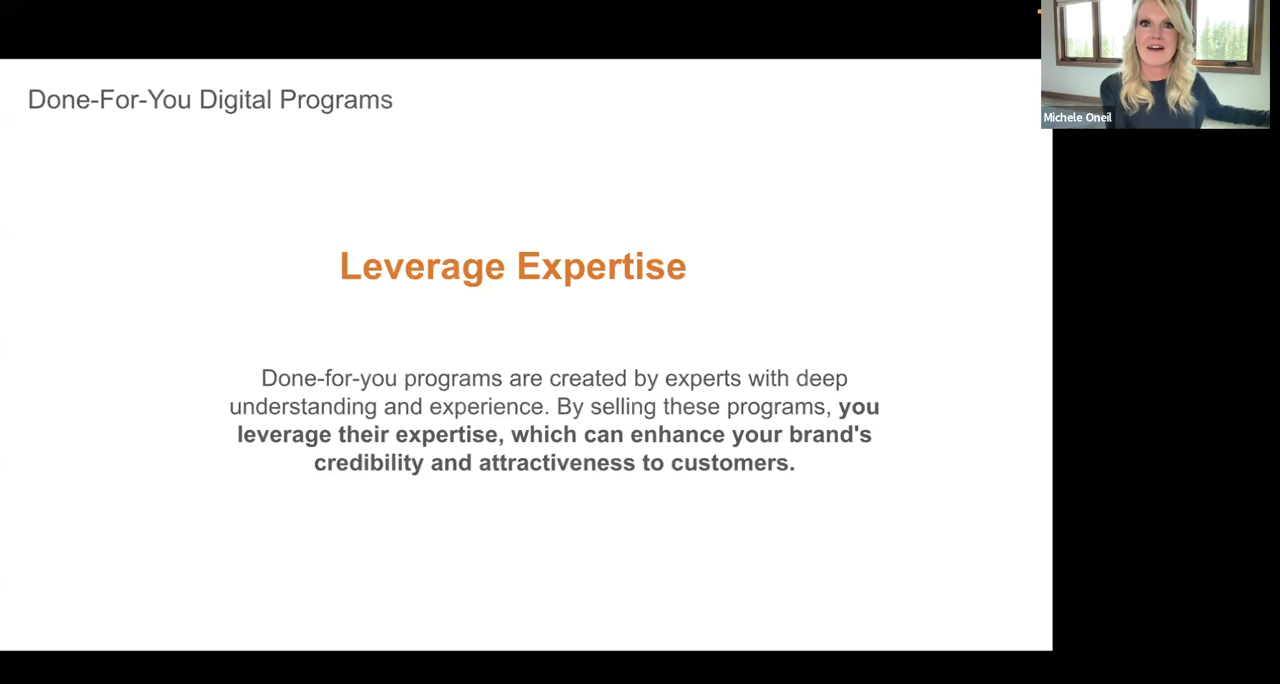 Done-For-You Digital Programs
Michele Oneil
Leverage Expertise
Done-for-you programs are created by experts with deep
understanding and experience. By selling these programs, you
leverage their expertise, which can enhance your brand's
credibility and attractiveness to customers.